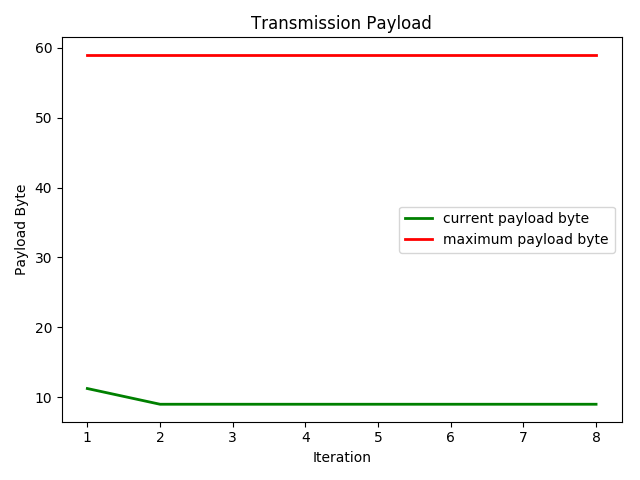 Transmission Payload
Payload Byte
60
50
40
30
20
10
current payload byte
maximum payload byte
1 2 3 4 5 6 7 8
Iteration